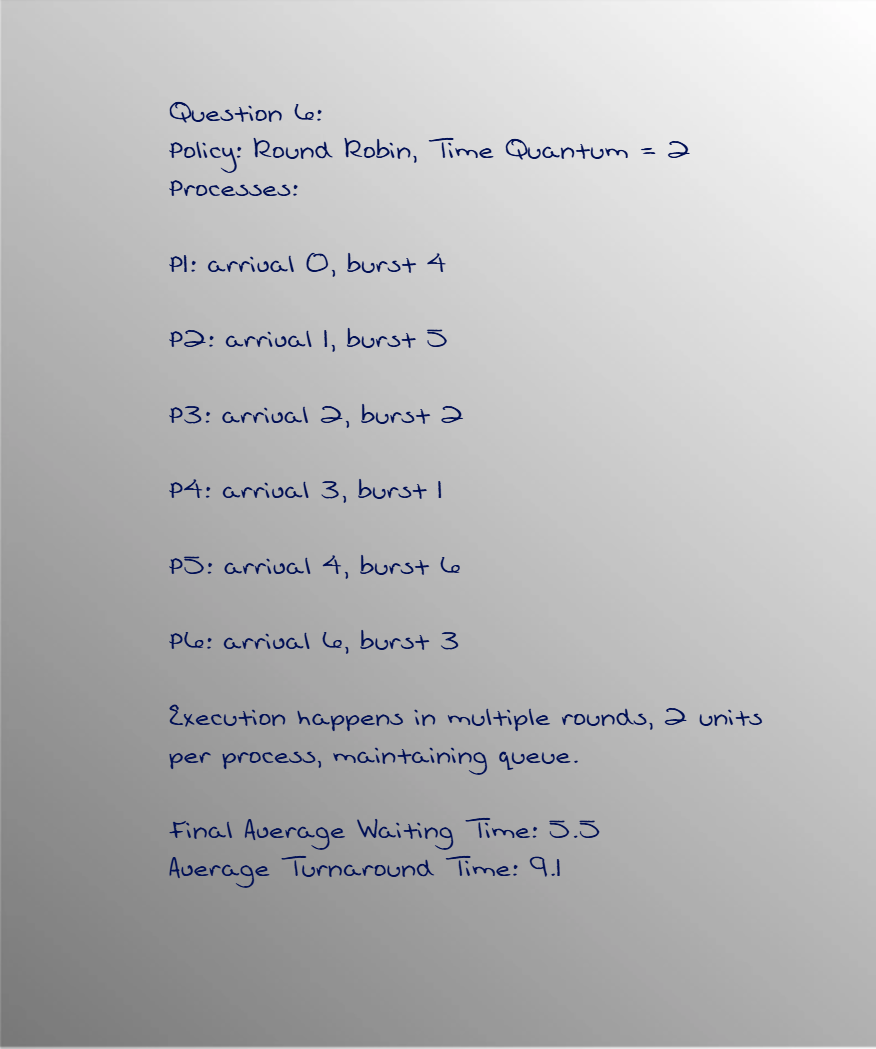 Question 6:
Policy: Round Robin, Time Quantum = 2
Processes:
P1: arrival 0, burst 4
P2: arrival 1, burst 5
P3: arrival 2, burst 2
P4: arrival 3, burst 1
P5: arrival 4, burst 6
P6: arrival 6, burst 3
Execution happens in multiple rounds, 2 units
per process, maintaining queue.
Final Average Waiting Time: 5.5
Average Turnaround Time: 9.1